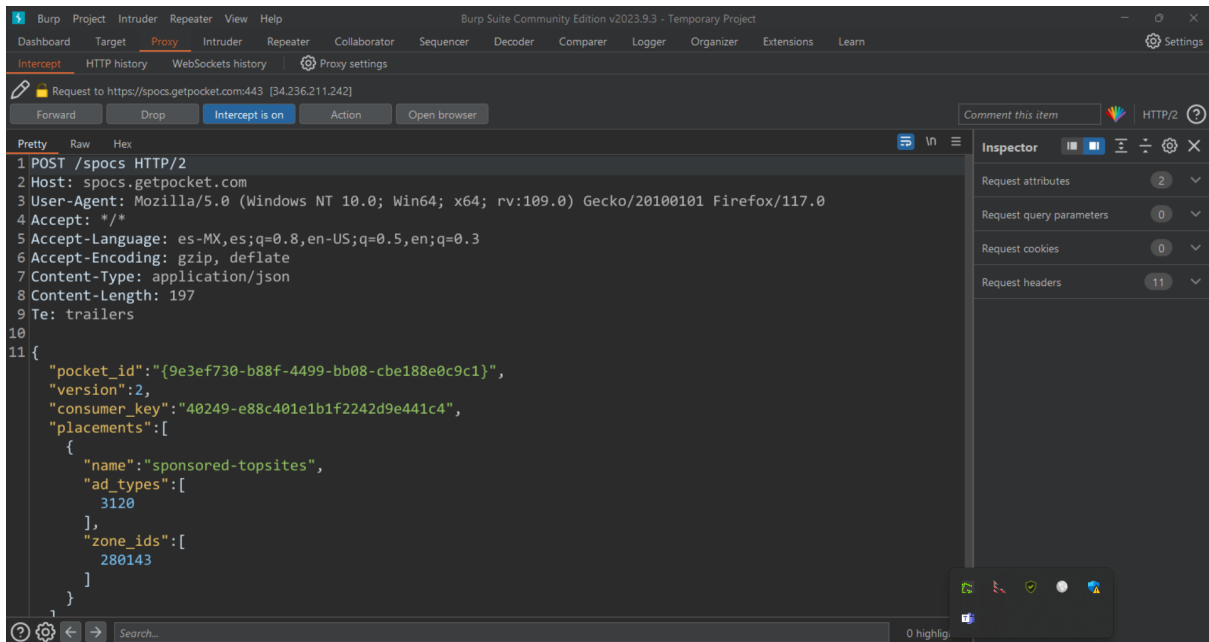 Burp Project Intruder Repeater View Help Burp Suite Community Edition v2023.9.3 - Temporary Project
Dashboard Target Proxy Intruder Repeater Collaborator Sequencer Decoder Comparer Logger Organizer Extensions Learn Settings
Intercept HTTP history WebSockets history Proxy settings
Request to https://spocs.getpocket.com:443 [34.236.211.242]
Forward Drop Intercept is on Action Open browser Comment this item HTTP/2 ?
Pretty Raw Hex \n
Inspector
1 POST /spocs HTTP/2
2 Host: spocs.getpocket.com
3 User-Agent: Mozilla/5.0 (Windows NT 10.0; Win64; x64; rv:109.0) Gecko/20100101 Firefox/117.0
4 Accept: */*
5 Accept-Language: es-MX,es;q=0.8,en-US;q=0.5,en;q=0.3
6 Accept-Encoding: gzip, deflate
7 Content-Type: application/json
8 Content-Length: 197
9 Te: trailers
10
11 {
"pocket_id":"{9e3ef730-b88f-4499-bb08-cbe188e0c9c1}",
"version":2,
"consumer_key":"40249-e88c401e1b1f2242d9e441c4",
"placements":[
{
"name":"sponsored-topsites",
"ad_types":[
3120
],
"zone_ids":[
280143
]
}
]
Request attributes 2
Request query parameters 0
Request cookies 0
Request headers 11
? Search... 0